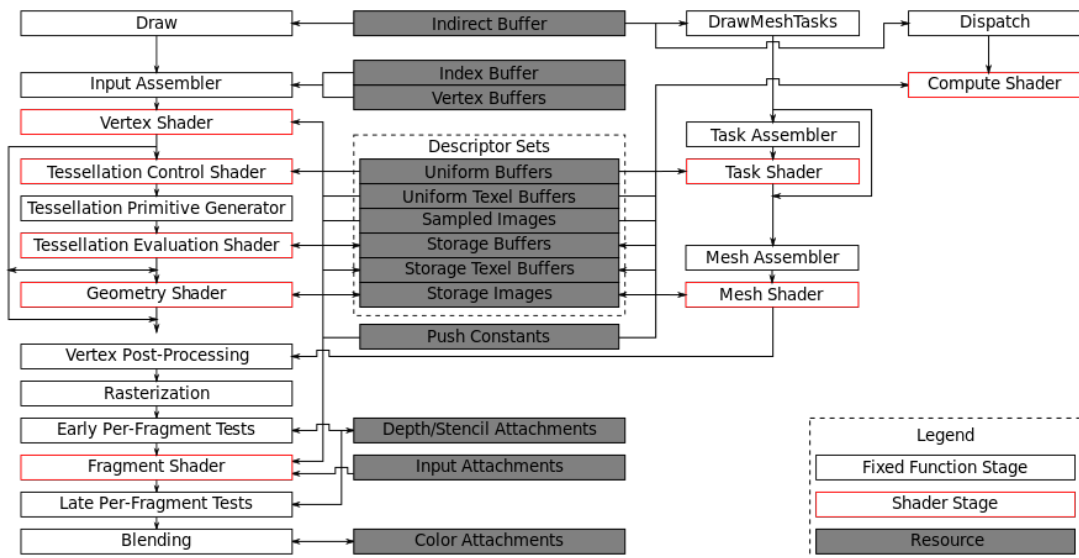 Draw
Indirect Buffer
DrawMeshTasks
Dispatch
Input Assembler
Index Buffer
Vertex Buffers
Compute Shader
Vertex Shader
Task Assembler
Descriptor Sets
Tessellation Control Shader
Uniform Buffers
Task Shader
Tessellation Primitive Generator
Uniform Texel Buffers
Sampled Images
Tessellation Evaluation Shader
Storage Buffers
Mesh Assembler
Storage Texel Buffers
Geometry Shader
Storage Images
Mesh Shader
Push Constants
Vertex Post-Processing
Rasterization
Early Per-Fragment Tests
Depth/Stencil Attachments
Legend
Fragment Shader
Input Attachments
Fixed Function Stage
Late Per-Fragment Tests
Shader Stage
Blending
Color Attachments
Resource